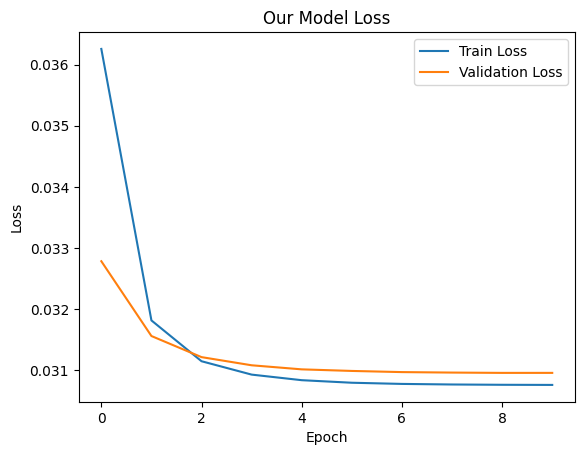 Our Model Loss
Train Loss
Validation Loss
0.036
0.035
0.034
0.033
0.032
0.031
Loss
0 2 4 6 8
Epoch